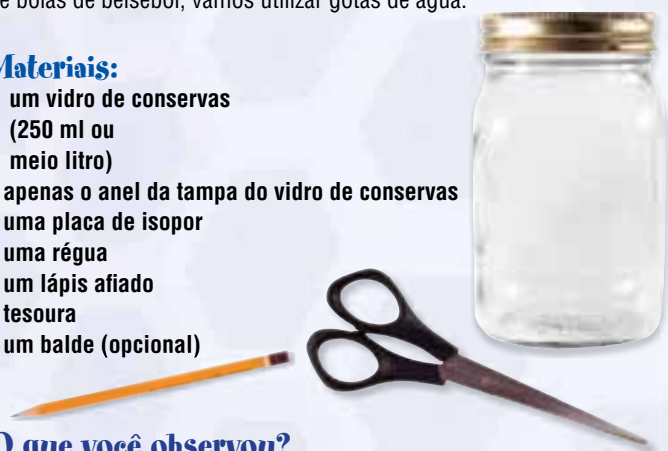 e bolas de beisebol, vamos utilizar gotas de água.
Materiais:
um vidro de conservas
(250 ml ou
meio litro)
apenas o anel da tampa do vidro de conservas
uma placa de isopor
uma régua
um lápis afiado
tesoura
um balde (opcional)
O que você observou?